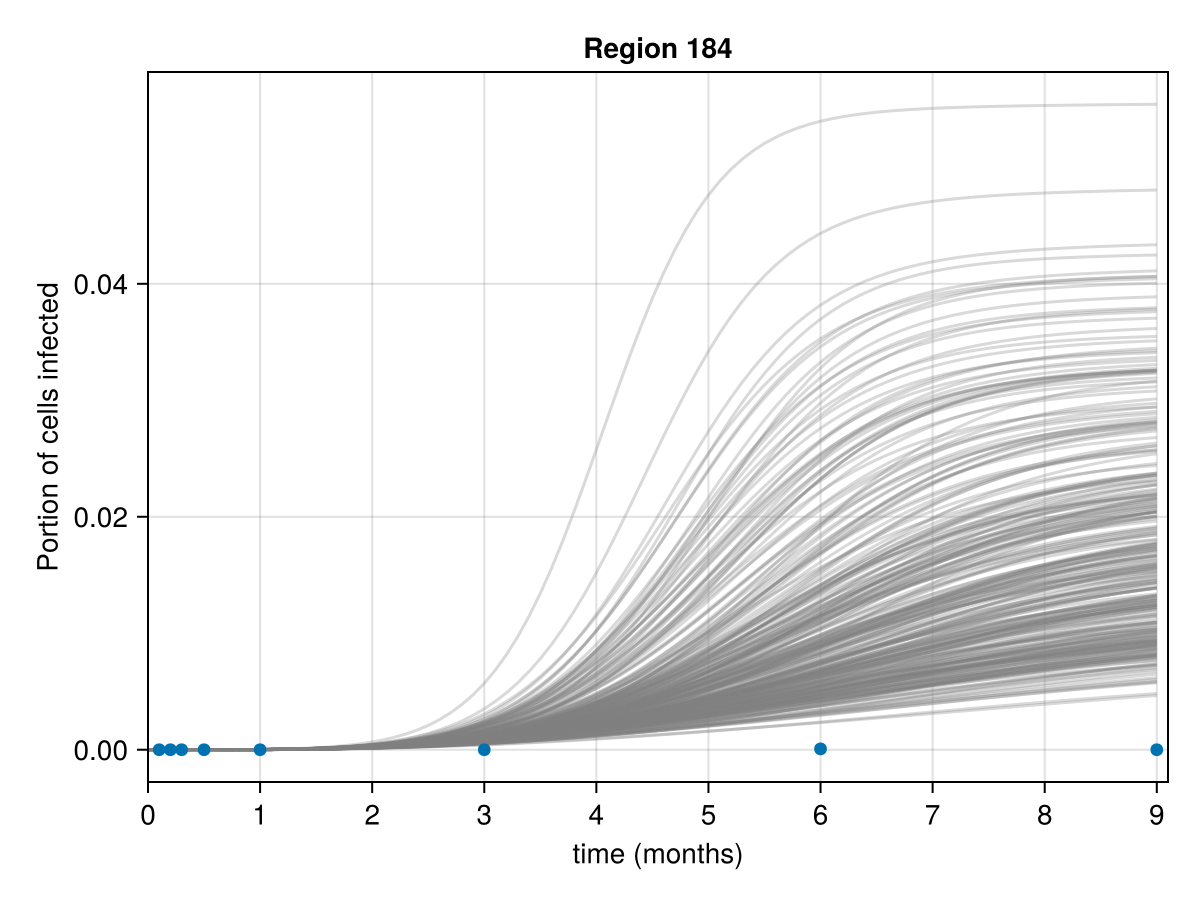 Region 184
Portion of cells infected
0.04
0.02
0.00
0 1 2 3 4 5 6 7 8 9
time (months)